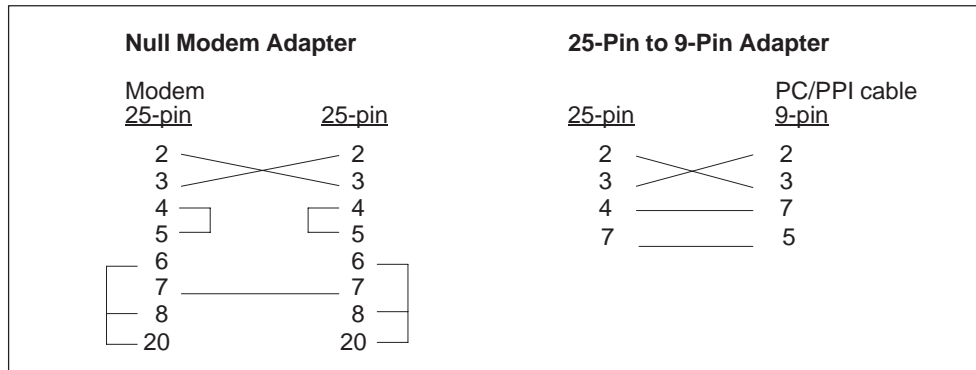 Null Modem Adapter 25-Pin to 9-Pin Adapter
Modem PC/PPI cable
25-pin 25-pin 25-pin 9-pin
2 2 2 2
3 3 3 3
4 4 4 7
5 5 7 5
6 6
7 7
8 8
20 20